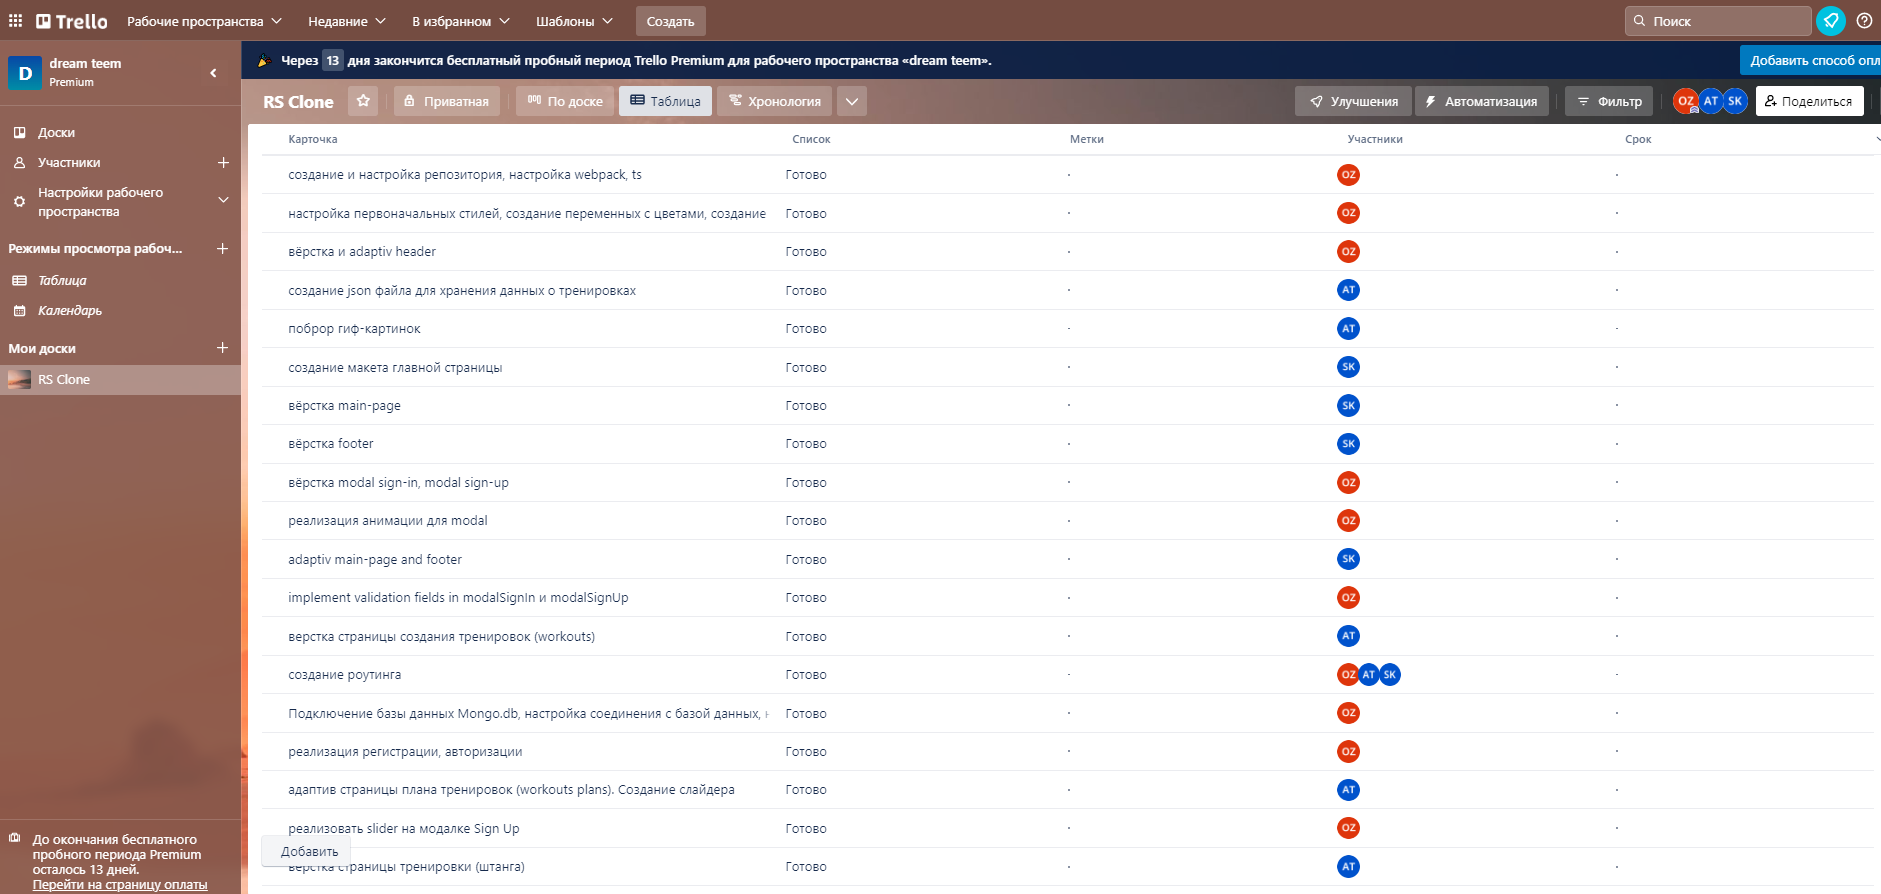 Trello
Рабочие пространства
Недавние
В избранном
Шаблоны
Создать
Поиск
D
dream teem
Premium
Через 13 дня закончится бесплатный пробный период Trello Premium для рабочего пространства «dream teem».
Добавить способ опл
RS Clone
Приватная
По доске
Таблица
Хронология
Улучшения
Автоматизация
Фильтр
OZ AT SK
Поделиться
Доски
Участники
Настройки рабочего
пространства
Режимы просмотра рабоч...
Таблица
Календарь
Мои доски
RS Clone
До окончания бесплатного
пробного периода Premium
осталось 13 дней.
Перейти на страницу оплаты
Карточка Список Метки Участники Срок
создание и настройка репозитория, настройка webpack, ts Готово OZ
настройка первоначальных стилей, создание переменных с цветами, создание Готово OZ
вёрстка и adaptiv header Готово OZ
создание json файла для хранения данных о тренировках Готово AT
поброр гиф-картинок Готово AT
создание макета главной страницы Готово SK
вёрстка main-page Готово SK
вёрстка footer Готово SK
вёрстка modal sign-in, modal sign-up Готово OZ
реализация анимации для modal Готово OZ
adaptiv main-page and footer Готово SK
implement validation fields in modalSignIn и modalSignUp Готово OZ
верстка страницы создания тренировок (workouts) Готово AT
создание роутинга Готово OZ AT SK
Подключение базы данных Mongo.db, настройка соединения с базой данных, Готово OZ
реализация регистрации, авторизации Готово OZ
адаптив страницы плана тренировок (workouts plans). Создание слайдера Готово AT
реализовать slider на модалке Sign Up Готово OZ
Добавить
верстка страницы тренировки (штанга) Готово AT